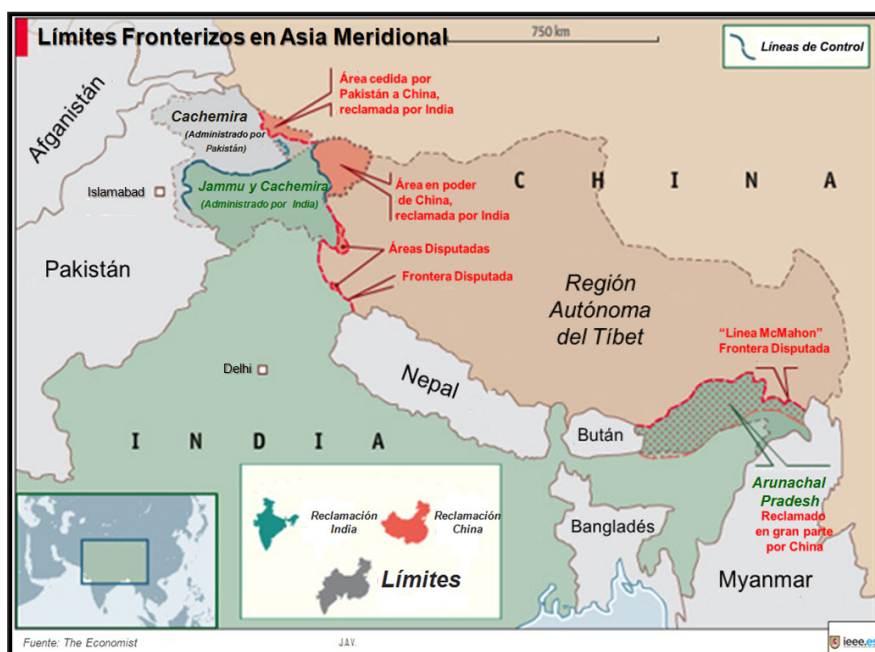 Límites Fronterizos en Asia Meridional
750 km
Líneas de Control
Área cedida por
Pakistán a China,
reclamada por India
Afganistán
Cachemira
(Administrado por
Pakistán)
C H I N A
Islamabad
Jammu y Cachemira
(Administrado por India)
Área en poder
de China,
reclamada por India
Áreas Disputadas
Pakistán
Frontera Disputada
Región
Autónoma
del Tíbet
"Linea McMahon"
Frontera Disputada
Delhi
Nepal
I N D I A
Bután
Arunachal
Pradesh
Reclamado
en gran parte
por China
Reclamación
India
Reclamación
China
Bangladés
Límites
Myanmar
Fuente: The Economist
J.A.V.
ieee.es